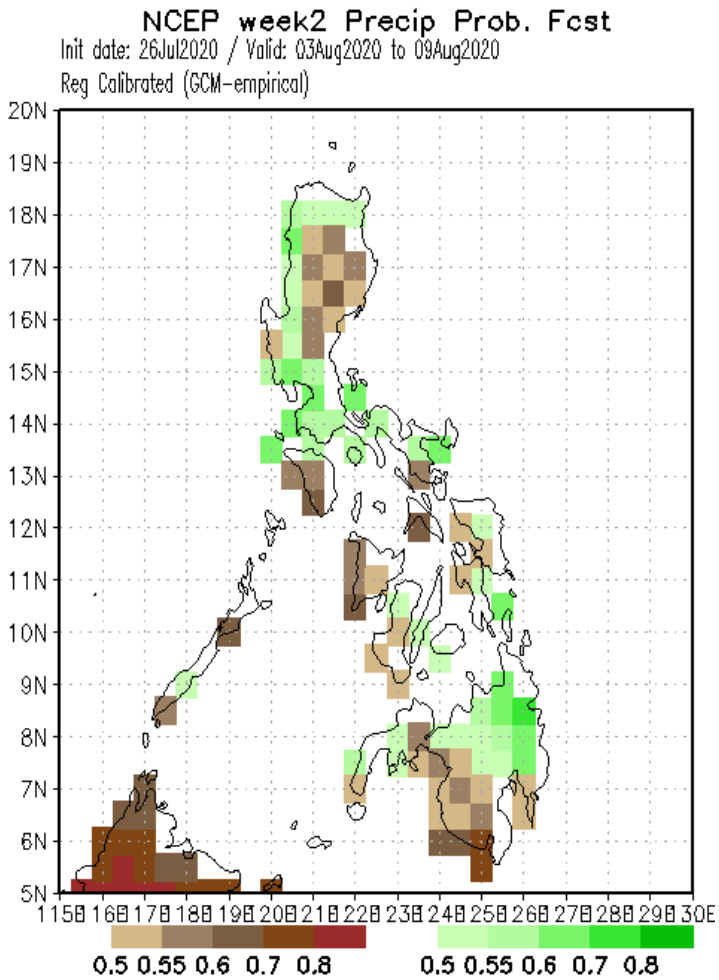 NCEP week2 Precip Prob. Fcst
Init date: 26Jul2020 / Valid: 03Aug2020 to 09Aug2020
Reg Calibrated (GCM-empirical)
20N
19N
18N
17N
16N
15N
14N
13N
12N
11N
10N
9N
8N
7N
6N
5N
115E 116E 117E 118E 119E 120E 121E 122E 123E 124E 125E 126E 127E 128E 129E 130E
0.5 0.55 0.6 0.7 0.8 0.5 0.55 0.6 0.7 0.8